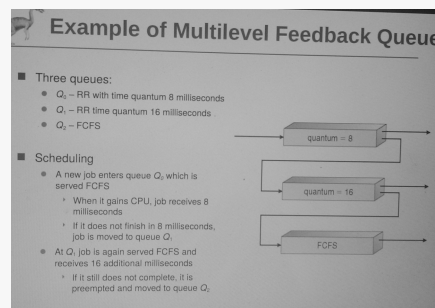 Example of Multilevel Feedback Queue
Three queues:
Q₀ – RR with time quantum 8 milliseconds
Q₁ – RR time quantum 16 milliseconds
Q₂ – FCFS
Scheduling
A new job enters queue Q₀ which is
served FCFS
When it gains CPU, job receives 8
milliseconds
If it does not finish in 8 milliseconds,
job is moved to queue Q₁
At Q₁ job is again served FCFS and
receives 16 additional milliseconds
If it still does not complete, it is
preempted and moved to queue Q₂
quantum = 8
quantum = 16
FCFS